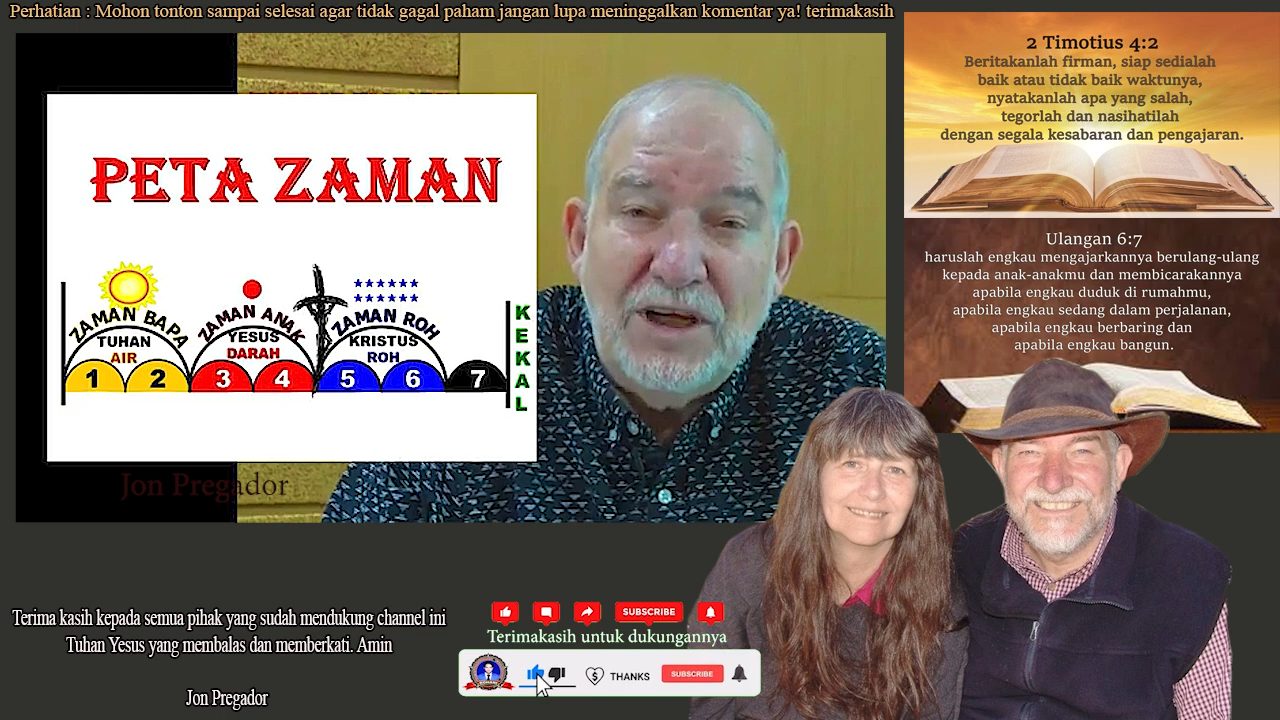 Perhatian : Mohon tonton sampai selesai agar tidak gagal paham jangan lupa meninggalkan komentar ya! terimakasih
PETA ZAMAN
ZAMAN BAPA
TUHAN
AIR
1 2
ZAMAN ANAK
YESUS
DARAH
3 4
ZAMAN ROH
KRISTUS
ROH
5 6 7
KEKAL
Jon Pregador
2 Timotius 4:2
Beritakanlah firman, siap sedialah
baik atau tidak baik waktunya,
nyatakanlah apa yang salah,
tegorlah dan nasihatilah
dengan segala kesabaran dan pengajaran.
Ulangan 6:7
haruslah engkau mengajarkannya berulang-ulang
kepada anak-anakmu dan membicarakannya
apabila engkau duduk di rumahmu,
apabila engkau sedang dalam perjalanan,
apabila engkau berbaring dan
apabila engkau bangun.
Terima kasih kepada semua pihak yang sudah mendukung channel ini
Tuhan Yesus yang membalas dan memberkati. Amin
Jon Pregador
SUBSCRIBE
Terimakasih untuk dukungannya
$ THANKS
SUBSCRIBE